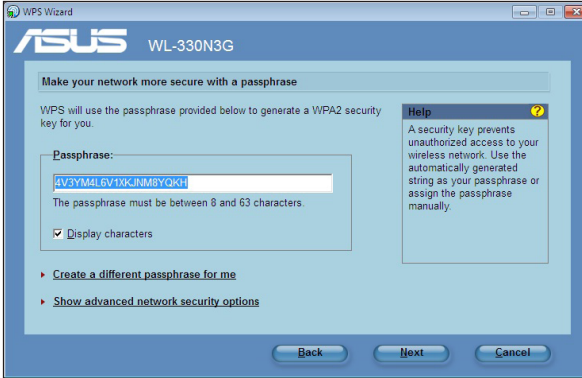 WPS Wizard
ASUS WL-330N3G
Make your network more secure with a passphrase
WPS will use the passphrase provided below to generate a WPA2 security
key for you.
Passphrase:
4V3YM4L6V1XKJNM8YQKH
The passphrase must be between 8 and 63 characters.
Display characters
Create a different passphrase for me
Show advanced network security options
Help
A security key prevents
unauthorized access to your
wireless network. Use the
automatically generated
string as your passphrase or
assign the passphrase
manually.
Back Next Cancel